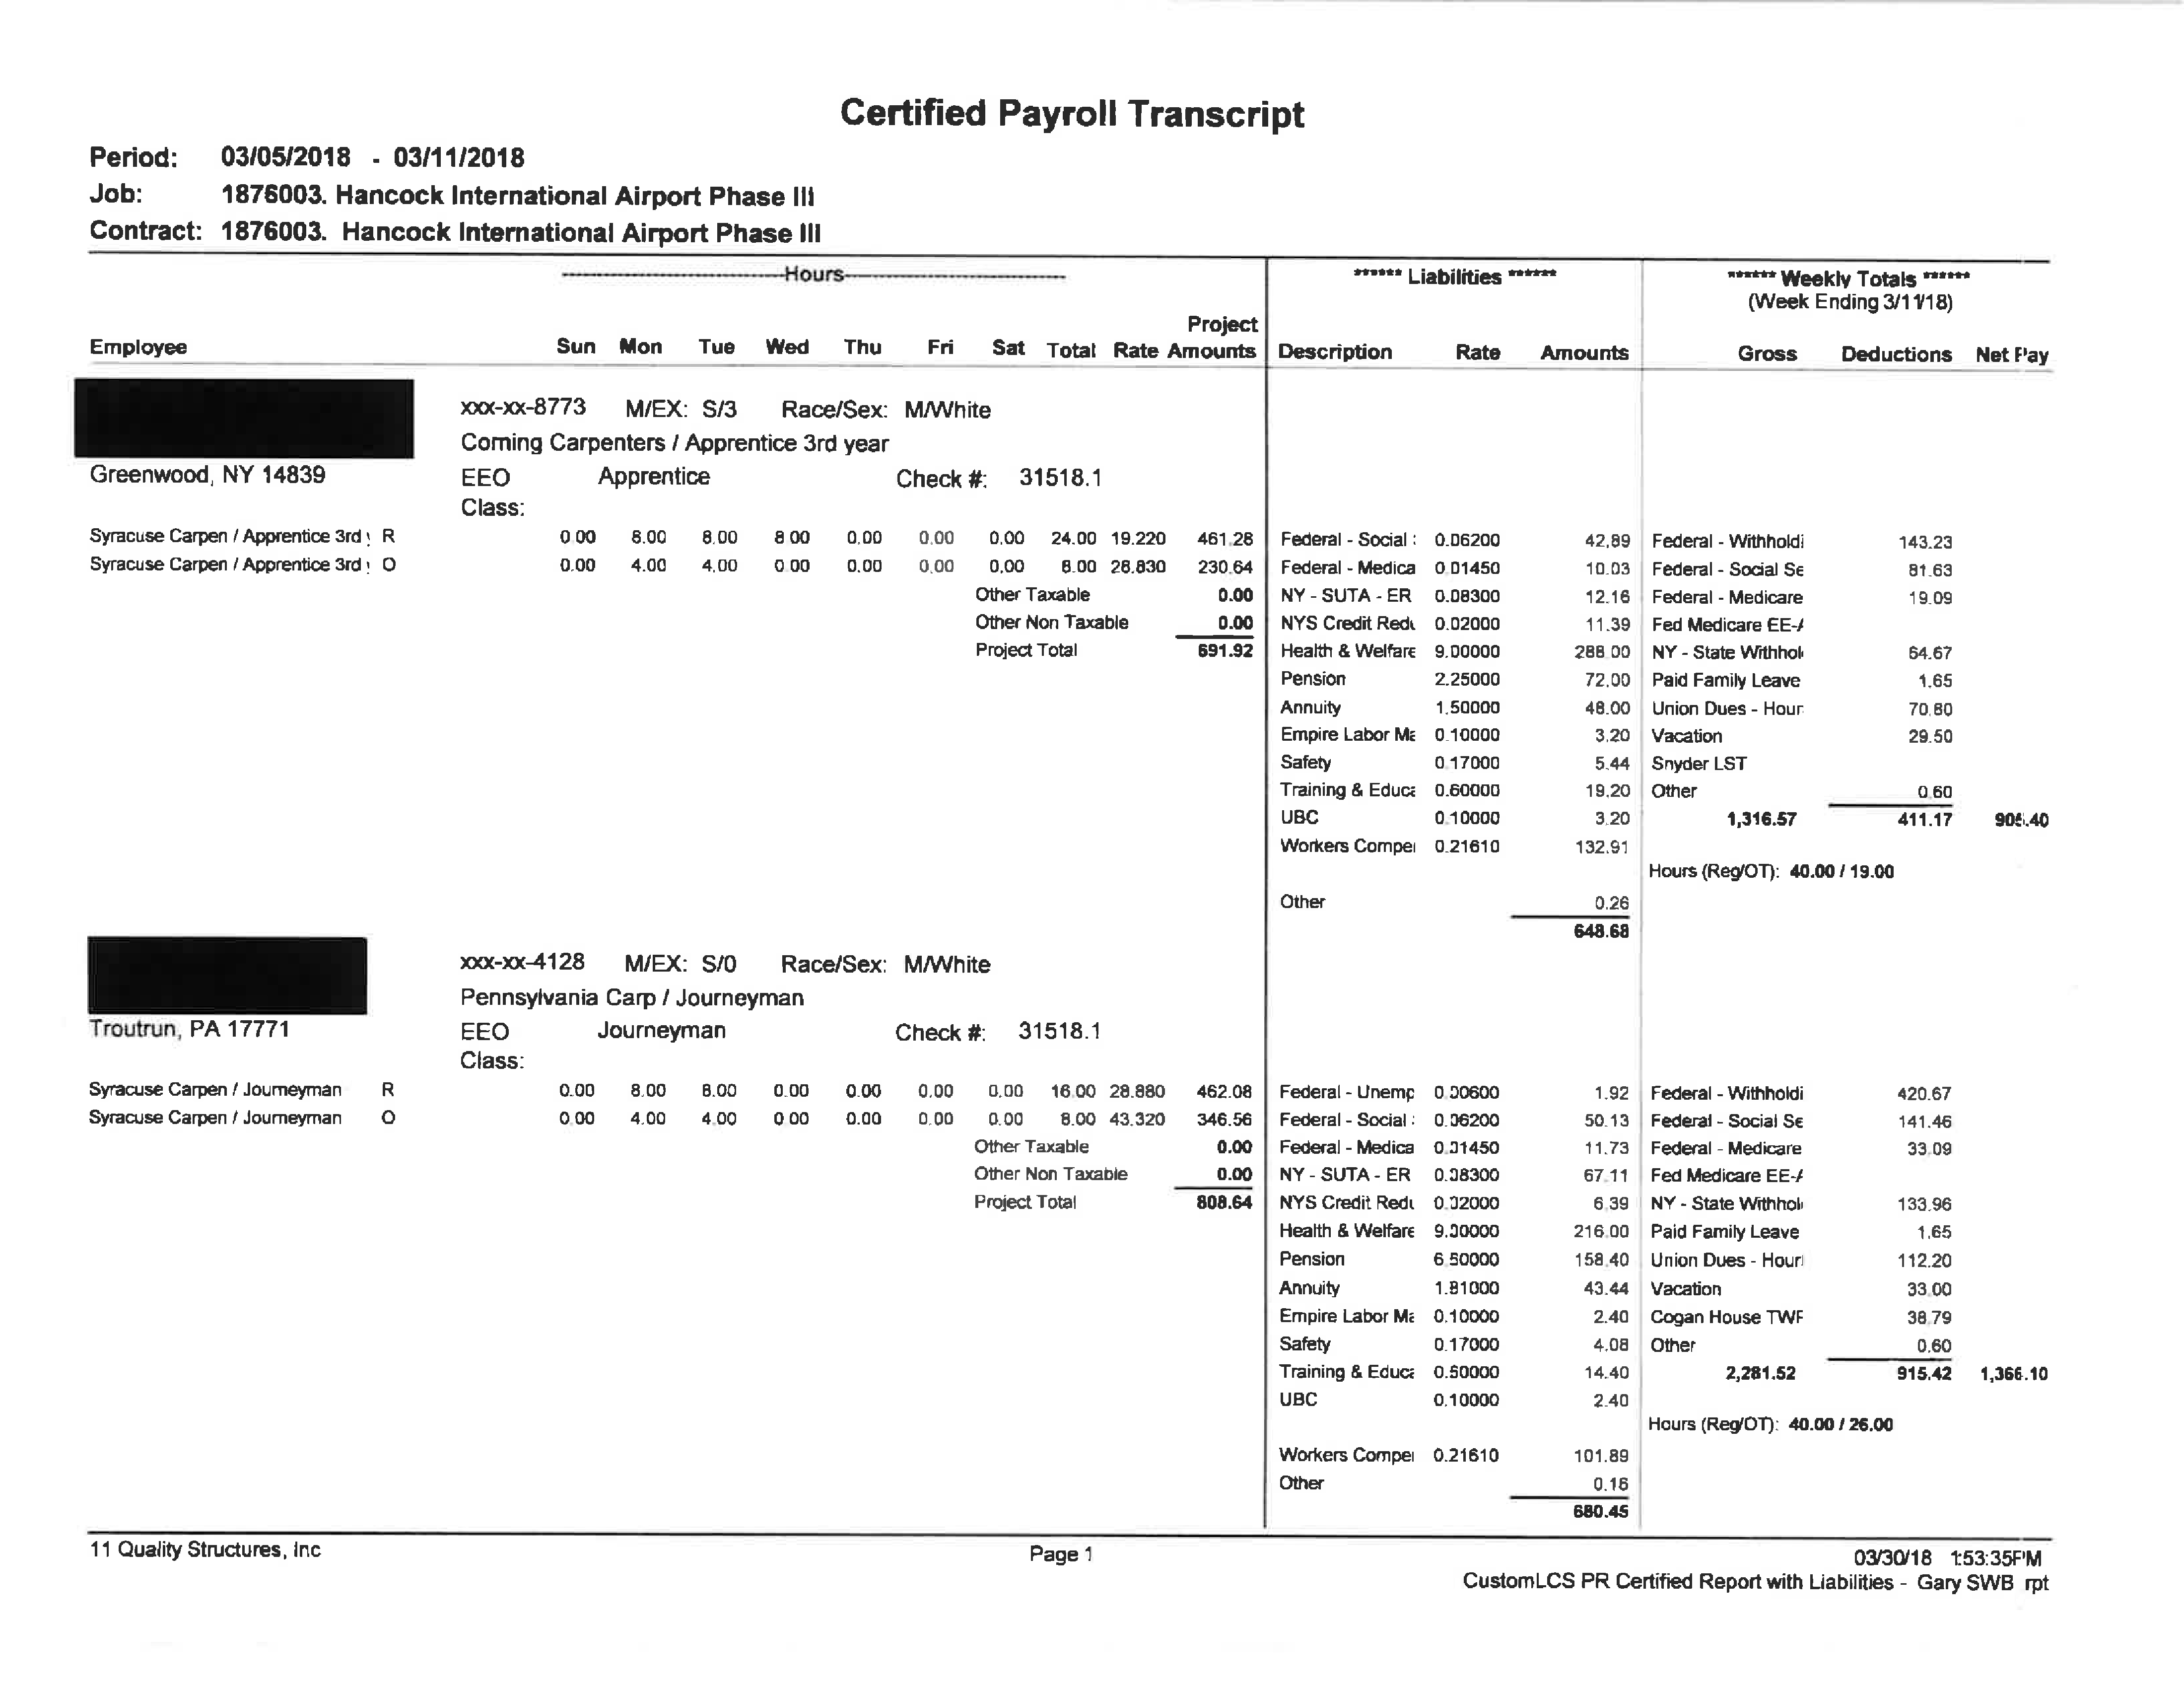 Certified Payroll Transcript
Period: 03/05/2018 - 03/11/2018
Job: 1876003. Hancock International Airport Phase III
Contract: 1876003. Hancock International Airport Phase III
-Hours- ****** Liabilities ****** ****** Weekly Totals ******
(Week Ending 3/11/18)
Project
Employee Sun Mon Tue Wed Thu Fri Sat Total Rate Amounts Description Rate Amounts Gross Deductions Net Pay
xxx-xx-8773 M/EX: S/3 Race/Sex: M/White
Corning Carpenters / Apprentice 3rd year
Greenwood, NY 14839 EEO Apprentice Check #: 31518.1
Class:
Syracuse Carpen / Apprentice 3rd y R 0.00 8.00 8.00 8.00 0.00 0.00 0.00 24.00 19.220 461.28 Federal - Social : 0.06200 42.89 Federal - Withholdi 143.23
Syracuse Carpen / Apprentice 3rd y O 0.00 4.00 4.00 0.00 0.00 0.00 0.00 8.00 28.830 230.64 Federal - Medica 0.01450 10.03 Federal - Social Se 81.63
Other Taxable 0.00 NY - SUTA - ER 0.08300 12.16 Federal - Medicare 19.09
Other Non Taxable 0.00 NYS Credit Redu 0.02000 11.39 Fed Medicare EE-A
Project Total 691.92 Health & Welfare 9.00000 288.00 NY - State Withhol 64.67
Pension 2.25000 72.00 Paid Family Leave 1.65
Annuity 1.50000 48.00 Union Dues - Hour 70.80
Empire Labor Ma 0.10000 3.20 Vacation 29.50
Safety 0.17000 5.44 Snyder LST
Training & Educa 0.60000 19.20 Other 0.60
UBC 0.10000 3.20 1,316.57 411.17 905.40
Workers Compe 0.21610 132.91
Hours (Reg/OT): 40.00 / 19.00
Other 0.26
648.68
xxx-xx-4128 M/EX: S/0 Race/Sex: M/White
Pennsylvania Carp / Journeyman
Troutrun, PA 17771 EEO Journeyman Check #: 31518.1
Class:
Syracuse Carpen / Journeyman R 0.00 8.00 8.00 0.00 0.00 0.00 0.00 16.00 28.880 462.08 Federal - Unemp 0.00600 1.92 Federal - Withholdi 420.67
Syracuse Carpen / Journeyman O 0.00 4.00 4.00 0.00 0.00 0.00 0.00 8.00 43.320 346.56 Federal - Social : 0.06200 50.13 Federal - Social Se 141.46
Other Taxable 0.00 Federal - Medica 0.01450 11.73 Federal - Medicare 33.09
Other Non Taxable 0.00 NY - SUTA - ER 0.08300 67.11 Fed Medicare EE-A
Project Total 808.64 NYS Credit Redu 0.02000 6.39 NY - State Withhol 133.96
Health & Welfare 9.00000 216.00 Paid Family Leave 1.65
Pension 6.60000 158.40 Union Dues - Hour 112.20
Annuity 1.81000 43.44 Vacation 33.00
Empire Labor Ma 0.10000 2.40 Cogan House TWF 38.79
Safety 0.17000 4.08 Other 0.60
Training & Educa 0.60000 14.40 2,281.52 915.42 1,366.10
UBC 0.10000 2.40
Hours (Reg/OT): 40.00 / 26.00
Workers Compe 0.21610 101.89
Other 0.16
680.45
11 Quality Structures, Inc Page 1 03/30/18 1:53:35PM
CustomLCS PR Certified Report with Liabilities - Gary SWB rpt